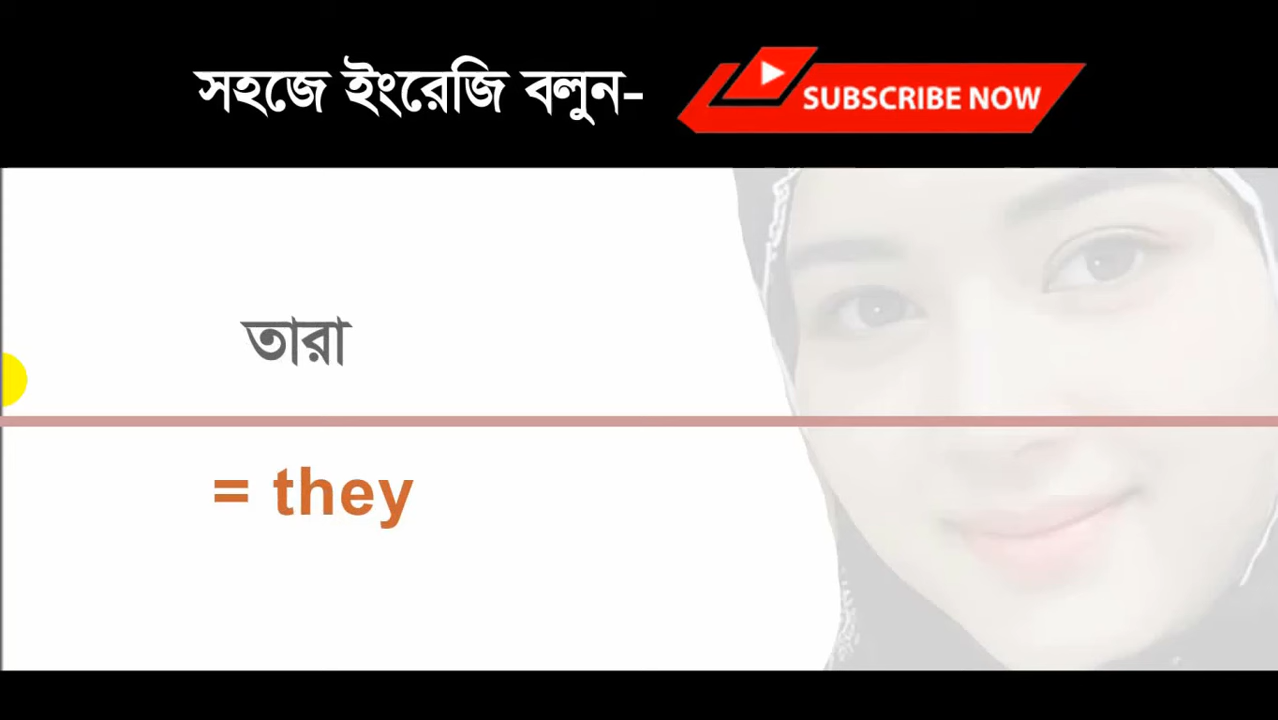 সহজে ইংরেজি বলুন- SUBSCRIBE NOW
তারা
= they